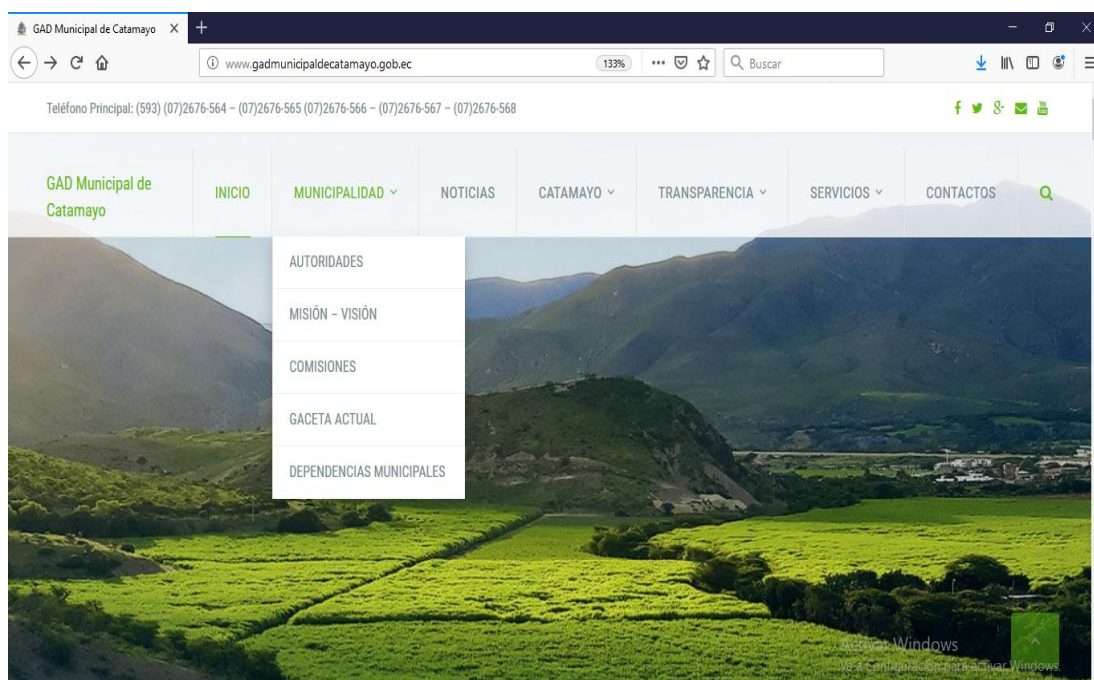 GAD Municipal de Catamayo
www.gadmunicipaldecatamayo.gob.ec
133%
Buscar
Teléfono Principal: (593) (07)2676-564 – (07)2676-565 (07)2676-566 – (07)2676-567 – (07)2676-568
GAD Municipal de
Catamayo
INICIO
MUNICIPALIDAD
NOTICIAS
CATAMAYO
TRANSPARENCIA
SERVICIOS
CONTACTOS
AUTORIDADES
MISIÓN – VISIÓN
COMISIONES
GACETA ACTUAL
DEPENDENCIAS MUNICIPALES
Activar Windows
Ve a Configuración para activar Windows.